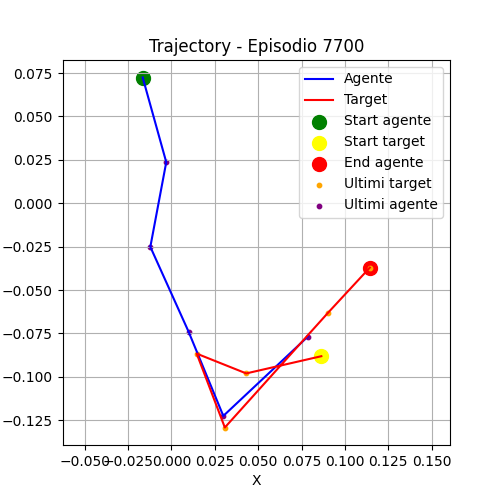 Trajectory - Episodio 7700
Agente
Target
Start agente
Start target
End agente
Ultimi target
Ultimi agente
0.075
0.050
0.025
0.000
−0.025
−0.050
−0.075
−0.100
−0.125
−0.050 −0.025 0.000 0.025 0.050 0.075 0.100 0.125 0.150
X